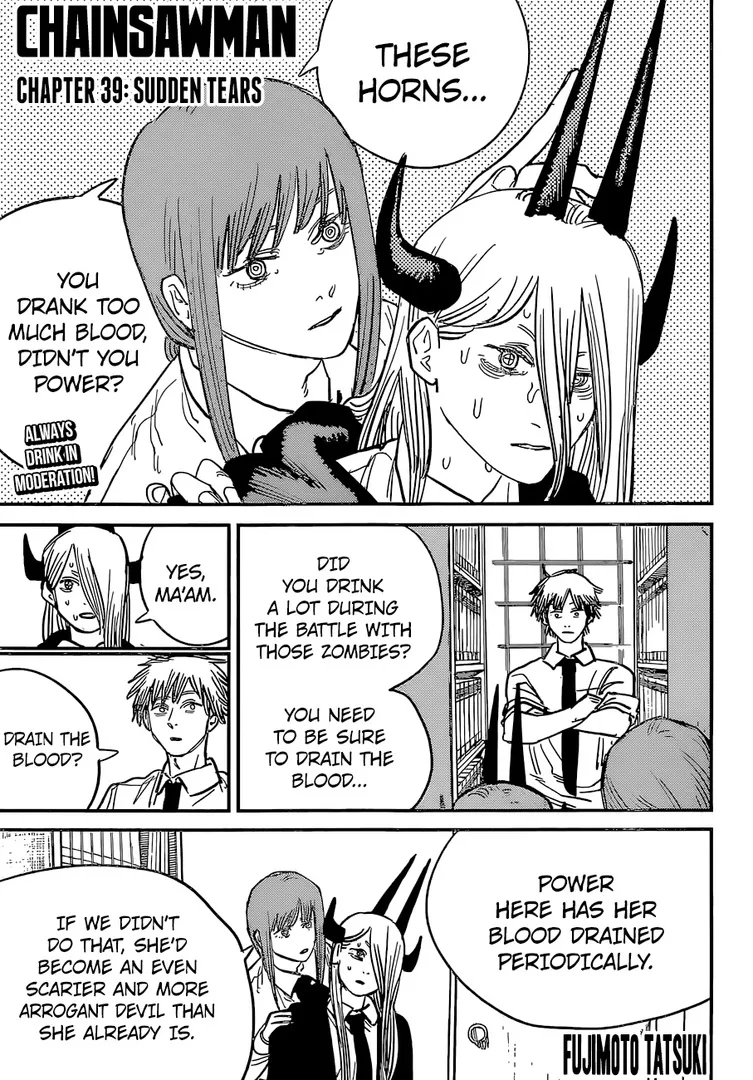 CHAINSAWMAN
CHAPTER 39: SUDDEN TEARS
THESE
HORNS...
YOU
DRANK TOO
MUCH BLOOD,
DIDN'T YOU
POWER?
ALWAYS
DRINK IN
MODERATION!
DID
YOU DRINK
A LOT DURING
THE BATTLE WITH
THOSE ZOMBIES?
YOU NEED
TO BE SURE
TO DRAIN THE
BLOOD...
YES,
MA'AM.
DRAIN THE
BLOOD?
POWER
HERE HAS HER
BLOOD DRAINED
PERIODICALLY.
IF WE DIDN'T
DO THAT, SHE'D
BECOME AN EVEN
SCARIER AND MORE
ARROGANT DEVIL THAN
SHE ALREADY IS.
FUJIMOTO TATSUKI